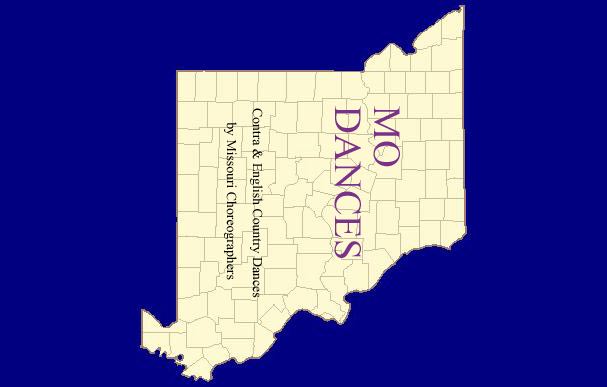 MO
DANCES
Contra & English Country Dances
by Missouri Choreographers